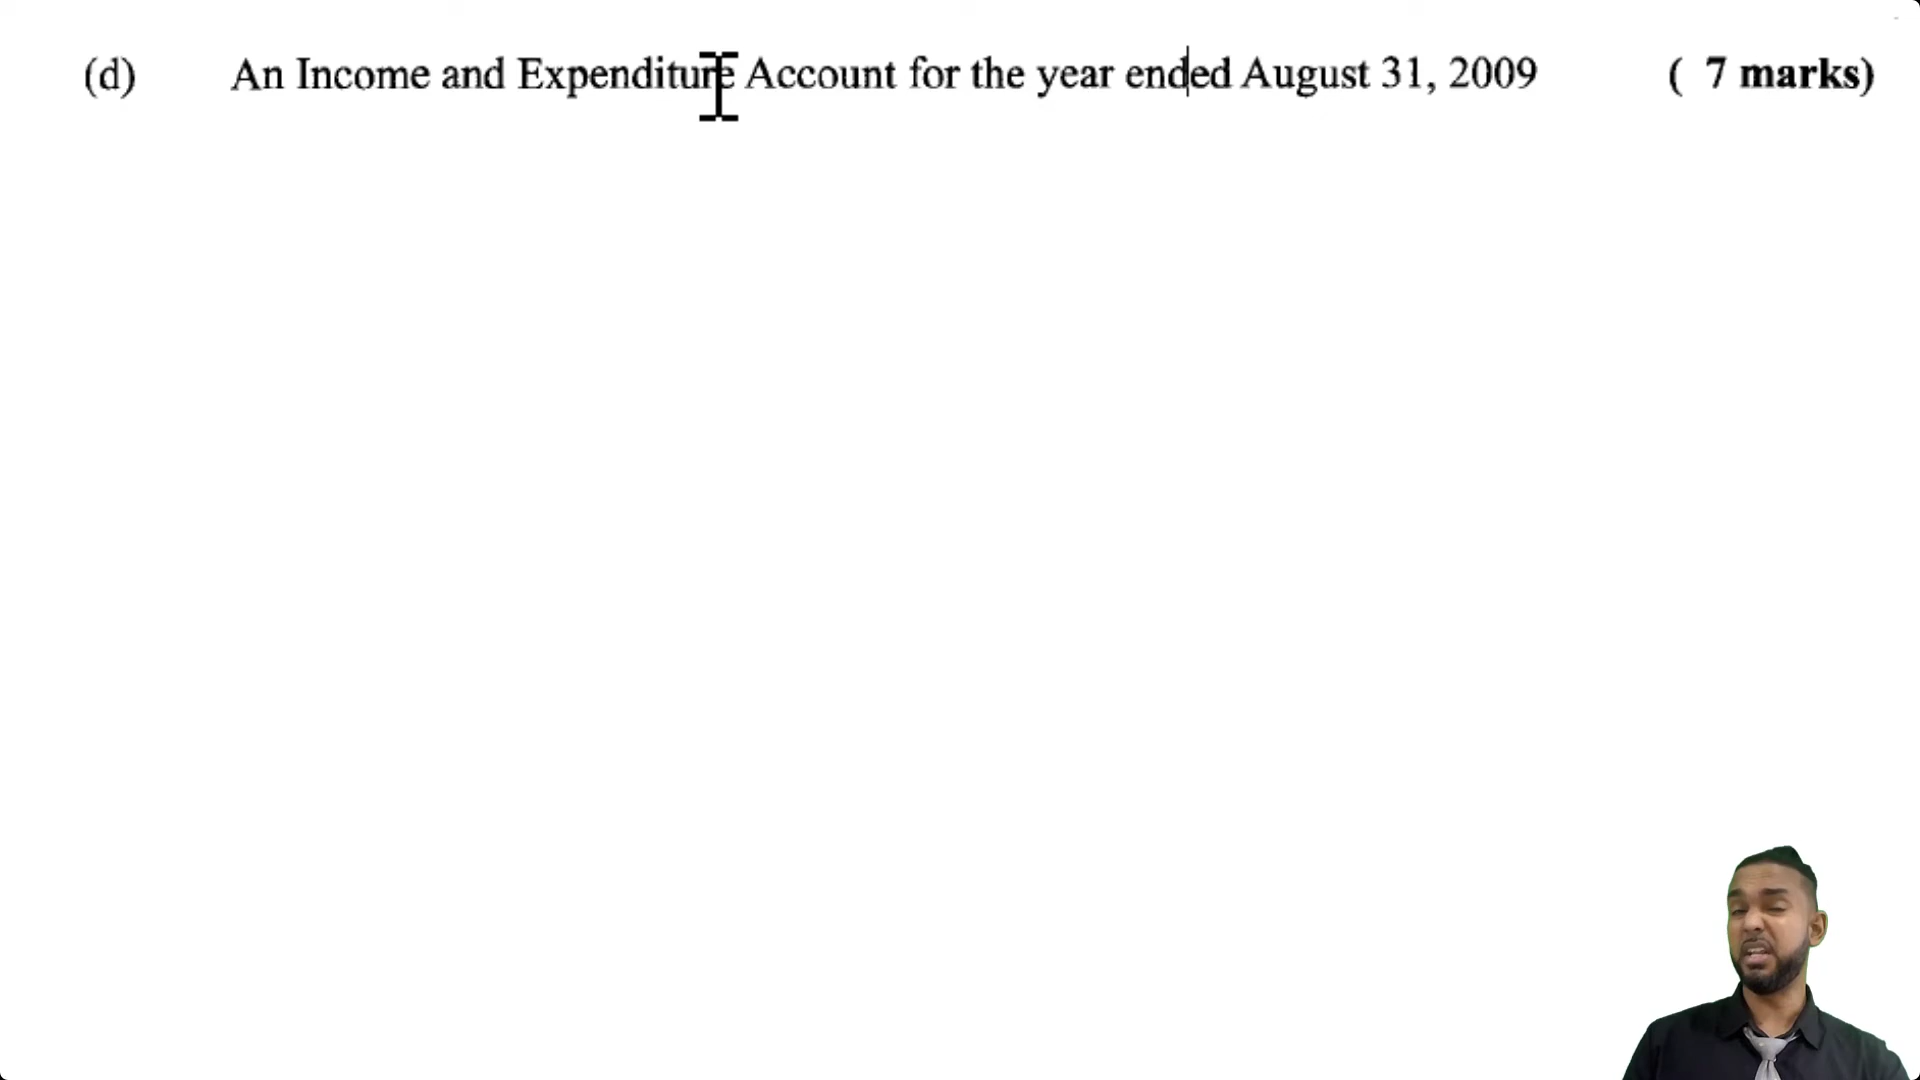 (d) An Income and Expenditure Account for the year ended August 31, 2009 ( 7 marks)